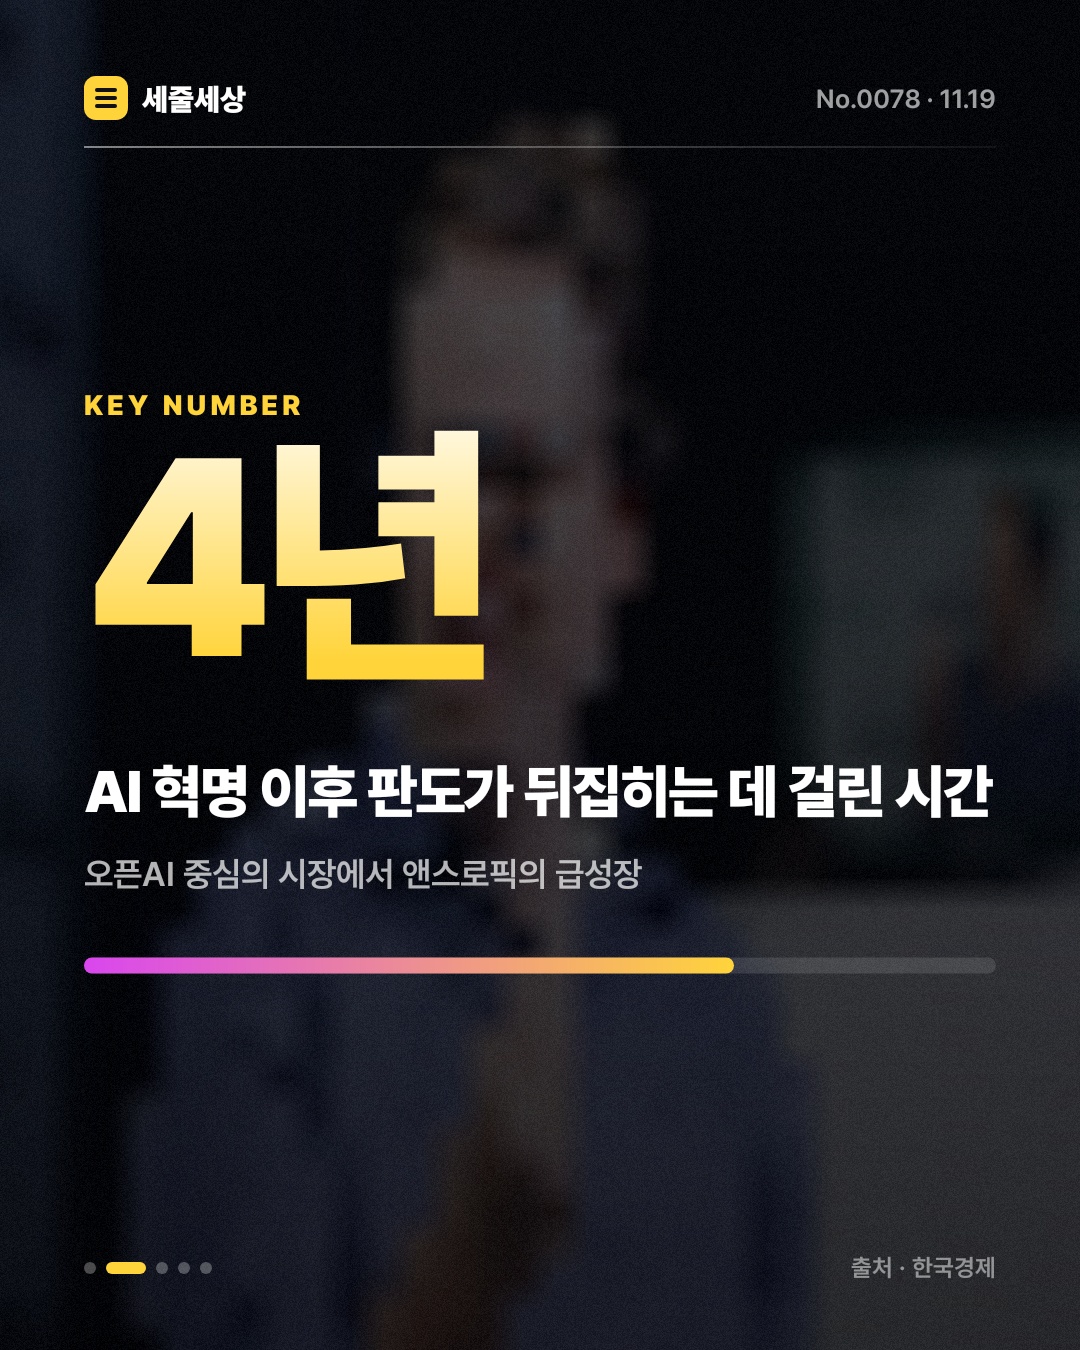 세줄세상
No.0078 · 11.19
KEY NUMBER
4년
AI 혁명 이후 판도가 뒤집히는 데 걸린 시간
오픈AI 중심의 시장에서 앤스로픽의 급성장
출처 · 한국경제